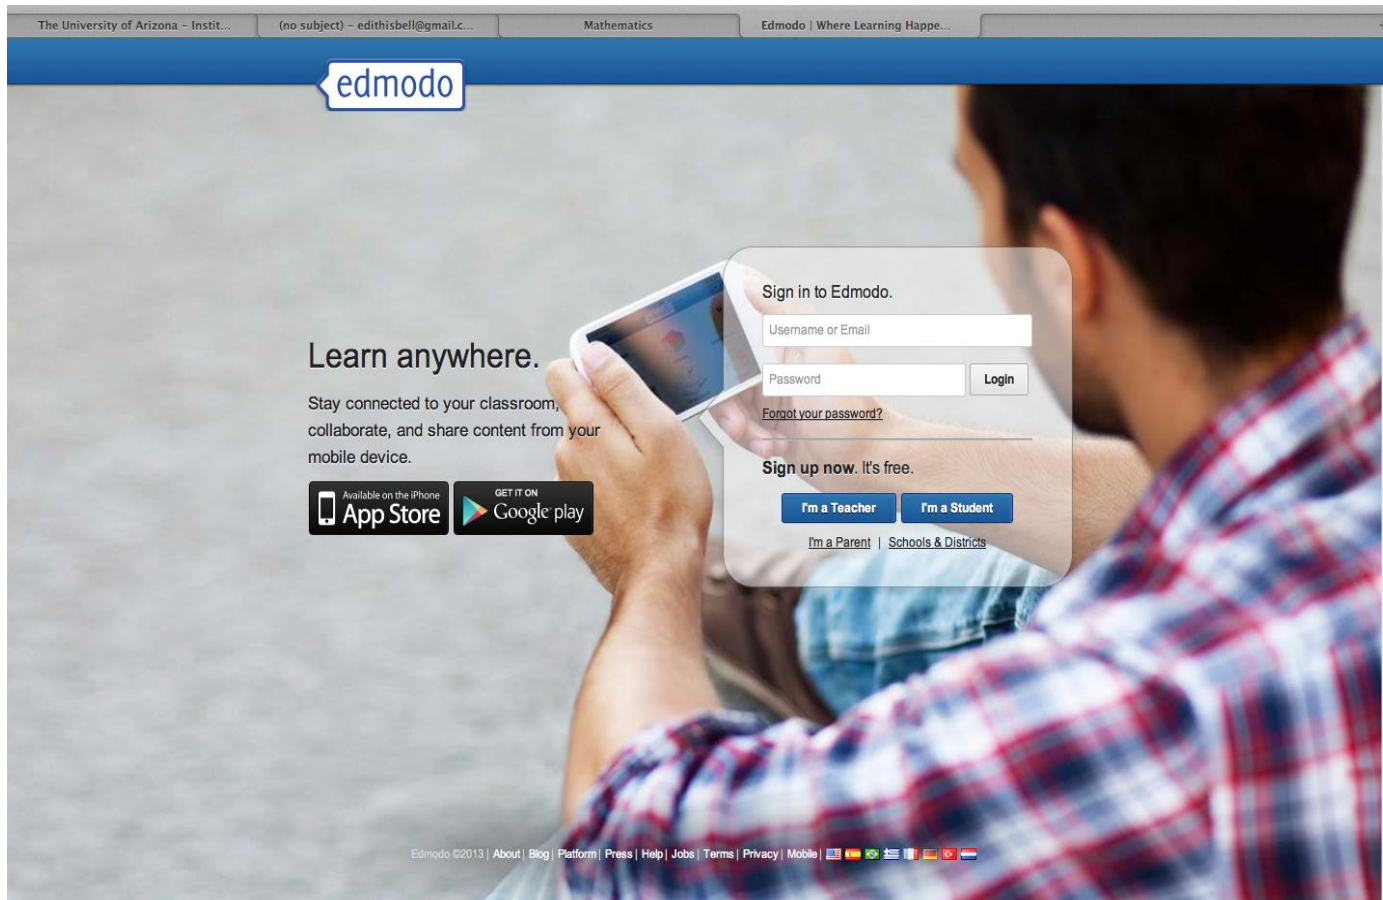 The University of Arizona – Instit...
(no subject) – edithisbell@gmail.c...
Mathematics
Edmodo | Where Learning Happe...
edmodo
Learn anywhere.
Stay connected to your classroom,
collaborate, and share content from your
mobile device.
Available on the iPhone
App Store
GET IT ON
Google play
Sign in to Edmodo.
Username or Email
Password
Login
Forgot your password?
Sign up now. It's free.
I'm a Teacher
I'm a Student
I'm a Parent | Schools & Districts
Edmodo ©2013 | About | Blog | Platform | Press | Help | Jobs | Terms | Privacy | Mobile |